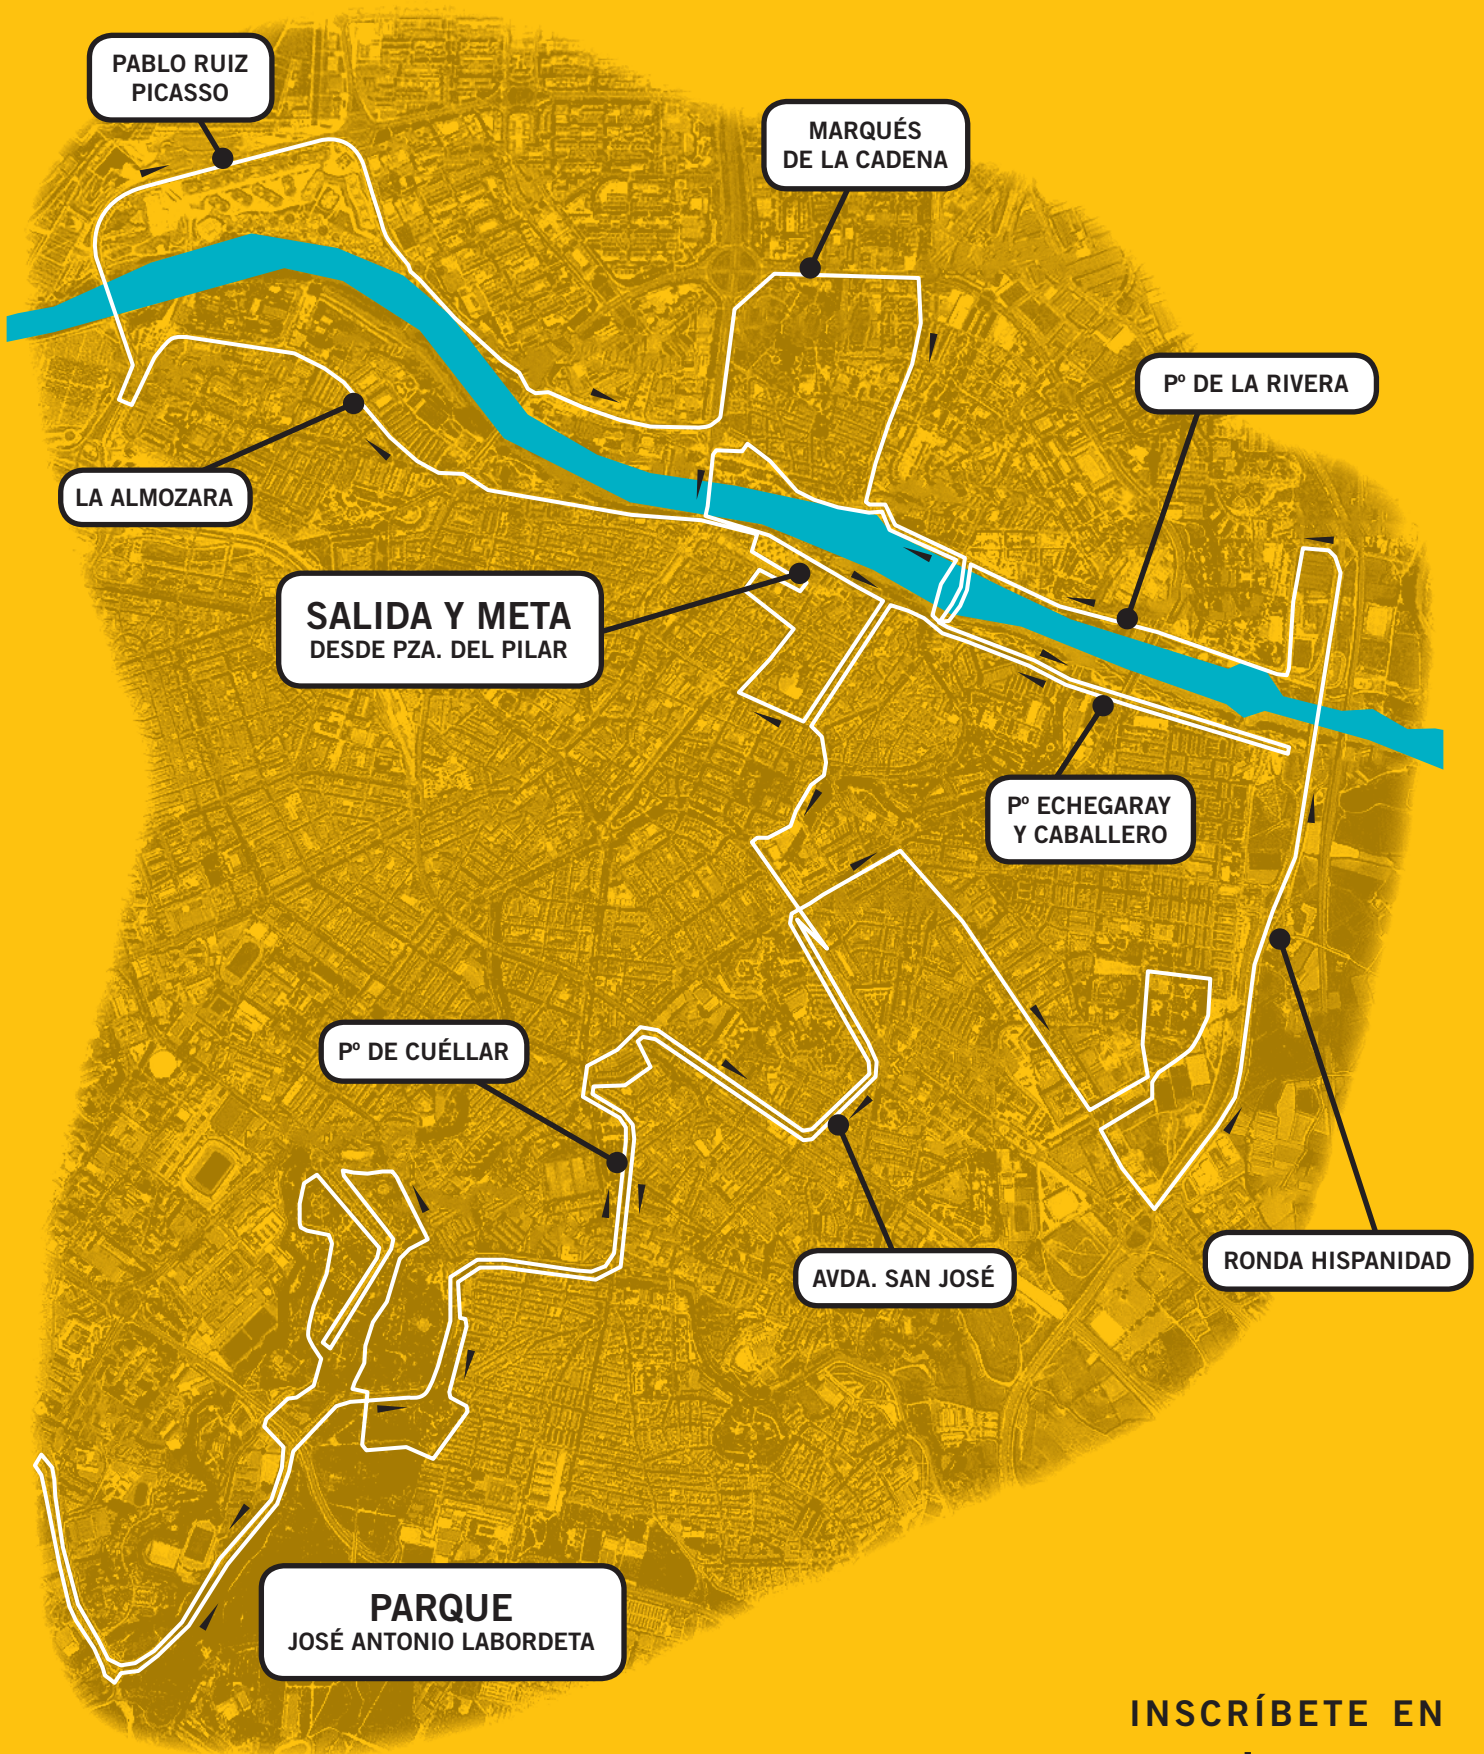 PABLO RUIZ
PICASSO
MARQUÉS
DE LA CADENA
Pº DE LA RIVERA
LA ALMOZARA
SALIDA Y META
DESDE PZA. DEL PILAR
Pº ECHEGARAY
Y CABALLERO
Pº DE CUÉLLAR
AVDA. SAN JOSÉ
RONDA HISPANIDAD
PARQUE
JOSÉ ANTONIO LABORDETA
INSCRÍBETE EN